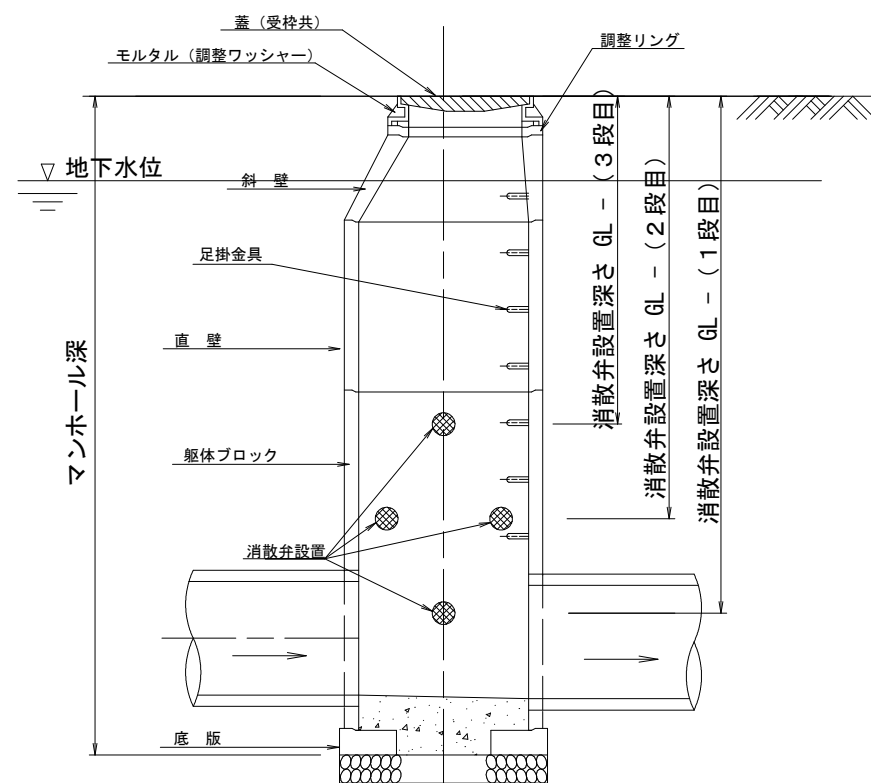 蓋（受枠共）
モルタル（調整ワッシャー）
調整リング
地下水位
斜　壁
足掛金具
直　壁
マンホール深
躯体ブロック
消散弁設置
底　版
消散弁設置深さ GL －（３段目）
消散弁設置深さ GL －（２段目）
消散弁設置深さ GL －（１段目）